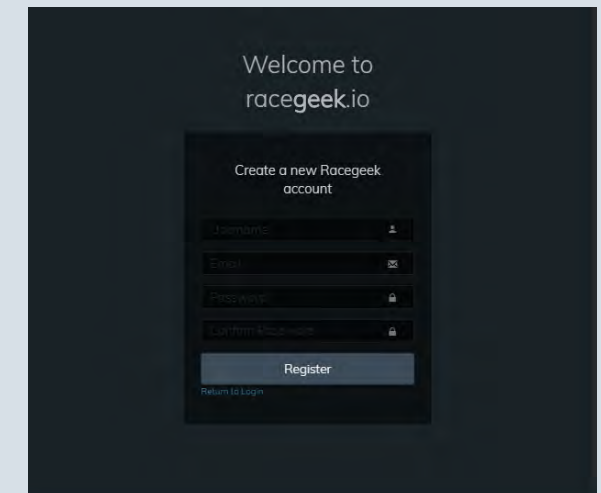 Welcome to
racegeek.io
Create a new Racegeek
account
Username
Email
Password
Confirm Password
Register
Return to Login